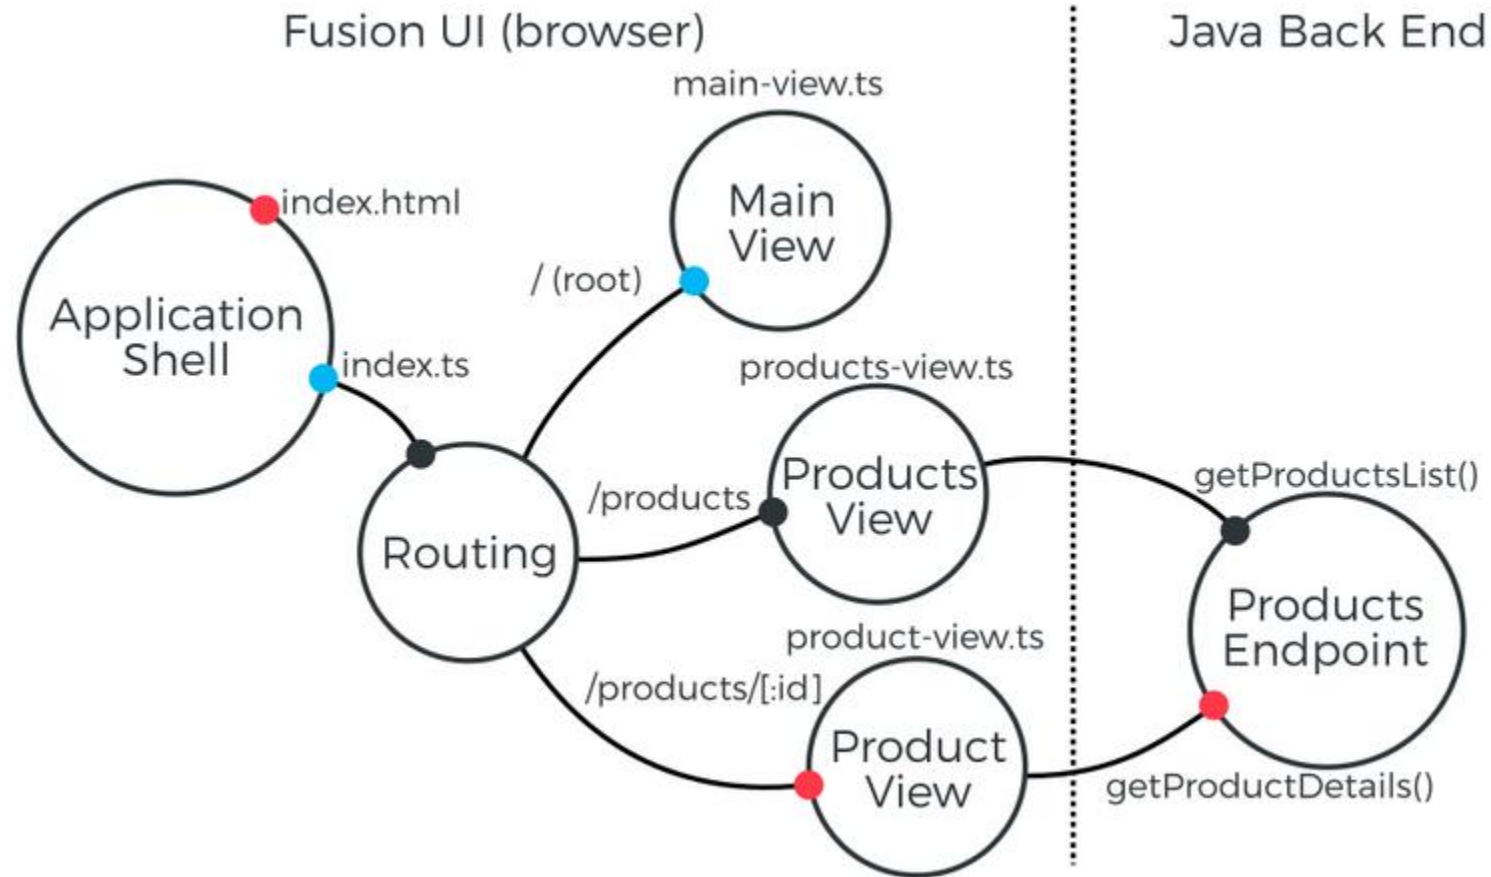 Fusion UI (browser)
Java Back End
main-view.ts
Main
View
index.html
/ (root)
Application
Shell
index.ts
products-view.ts
Products
View
/products
getProductsList()
Routing
Products
Endpoint
product-view.ts
/products/[:id]
Product
View
getProductDetails()